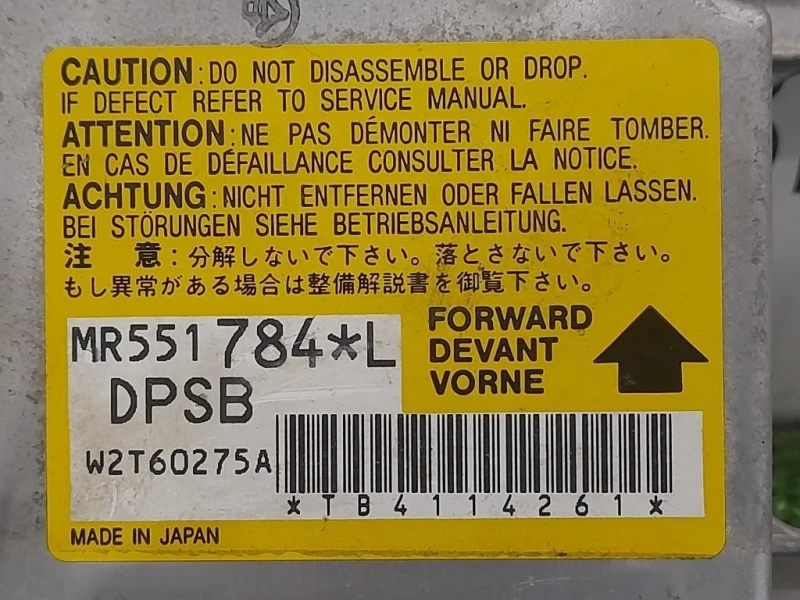 CAUTION: DO NOT DISASSEMBLE OR DROP.
IF DEFECT REFER TO SERVICE MANUAL.
ATTENTION: NE PAS DÉMONTER NI FAIRE TOMBER.
EN CAS DE DÉFAILLANCE CONSULTER LA NOTICE.
ACHTUNG: NICHT ENTFERNEN ODER FALLEN LASSEN.
BEI STÖRUNGEN SIEHE BETRIEBSANLEITUNG.
注 意: 分解しないで下さい。落とさないで下さい。
もし異常がある場合は整備解説書を御覧下さい。
MR551784*L
DPSB
W2T60275A
FORWARD
DEVANT
VORNE
*TB4114261*
MADE IN JAPAN